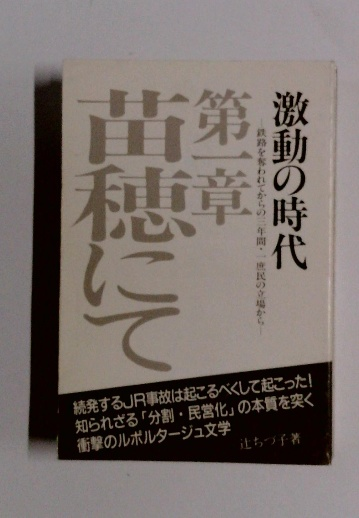 激動の時代
―鉄路を奪われてからの三年間・一庶民の立場から―
第一章
苗穂にて
続発するJR事故は起こるべくして起こった!
知られざる「分割・民営化」の本質を突く
衝撃のルポルタージュ文学
辻ちづ子著